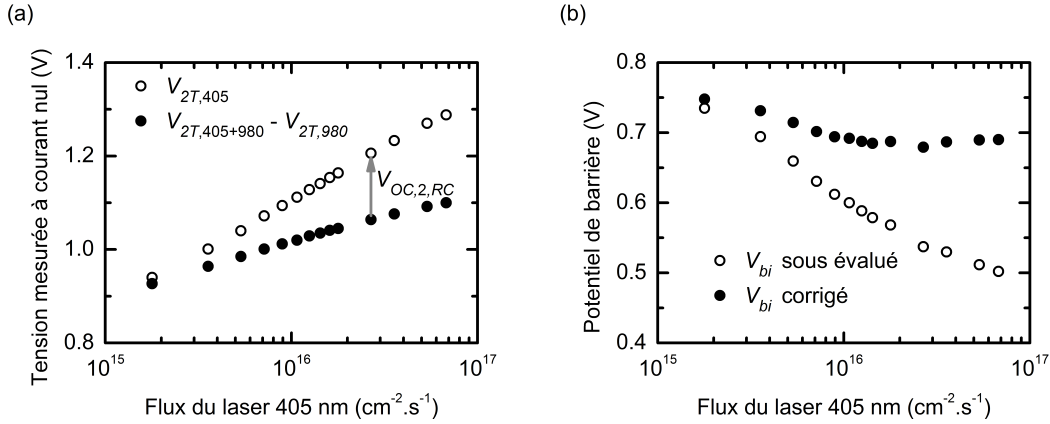 (a)
Tension mesurée à courant nul (V)
1.4
1.2
1.0
0.8
V2T,405
V2T,405+980 - V2T,980
VOC,2,RC
10^15
10^16
10^17
Flux du laser 405 nm (cm^-2.s^-1)
(b)
Potentiel de barrière (V)
0.8
0.7
0.6
0.5
0.4
Vbi sous évalué
Vbi corrigé
10^15
10^16
10^17
Flux du laser 405 nm (cm^-2.s^-1)